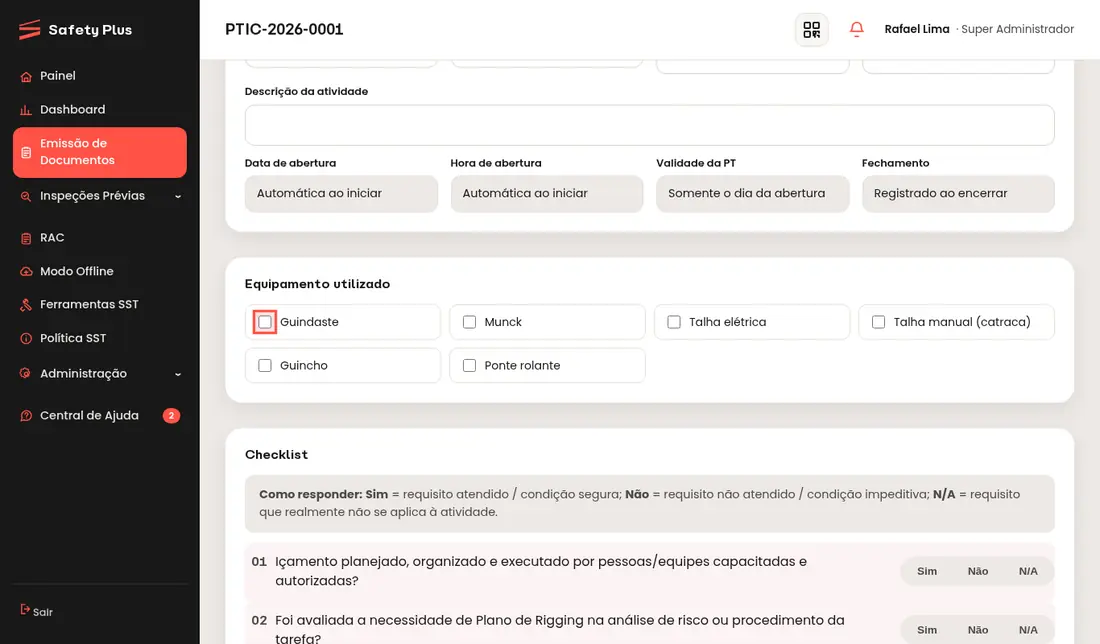 Safety Plus
PTIC-2026-0001
Rafael Lima · Super Administrador
Painel
Dashboard
Emissão de
Documentos
Inspeções Prévias
RAC
Modo Offline
Ferramentas SST
Política SST
Administração
Central de Ajuda 2
Sair
Descrição da atividade
Data de abertura Hora de abertura Validade da PT Fechamento
Automática ao iniciar Automática ao iniciar Somente o dia da abertura Registrado ao encerrar
Equipamento utilizado
Guindaste Munck Talha elétrica Talha manual (catraca)
Guincho Ponte rolante
Checklist
Como responder: Sim = requisito atendido / condição segura; Não = requisito não atendido / condição impeditiva; N/A = requisito
que realmente não se aplica à atividade.
01 Içamento planejado, organizado e executado por pessoas/equipes capacitadas e
autorizadas?
Sim Não N/A
02 Foi avaliada a necessidade de Plano de Rigging na análise de risco ou procedimento da
tarefa?
Sim Não N/A